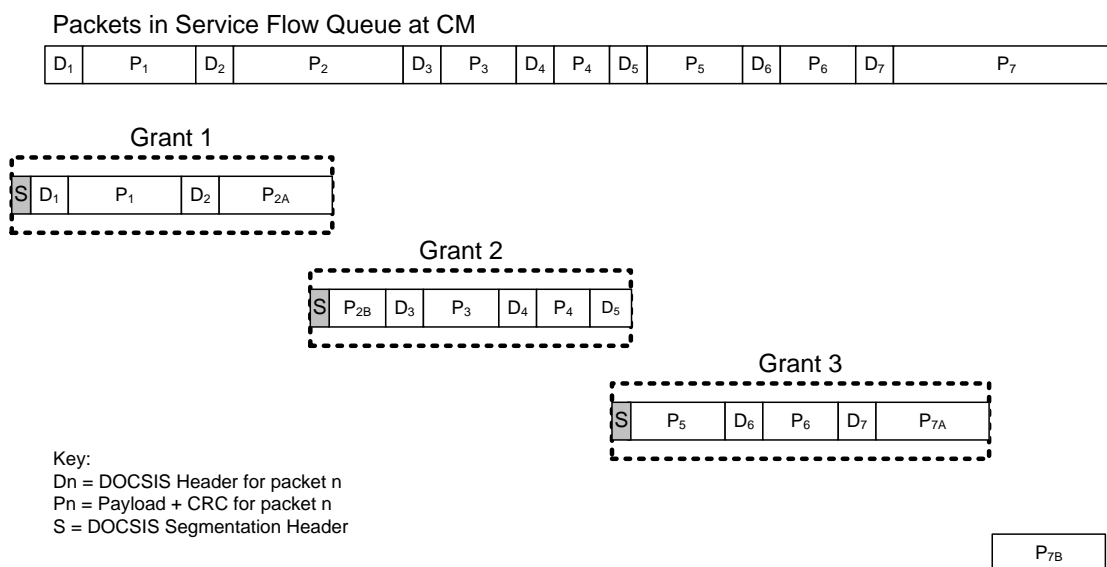 Packets in Service Flow Queue at CM
D₁ P₁ D₂ P₂ D₃ P₃ D₄ P₄ D₅ P₅ D₆ P₆ D₇ P₇
Grant 1
S D₁ P₁ D₂ P₂A
Grant 2
S P₂B D₃ P₃ D₄ P₄ D₅
Grant 3
S P₅ D₆ P₆ D₇ P₇A
Key:
Dn = DOCSIS Header for packet n
Pn = Payload + CRC for packet n
S = DOCSIS Segmentation Header
P₇B